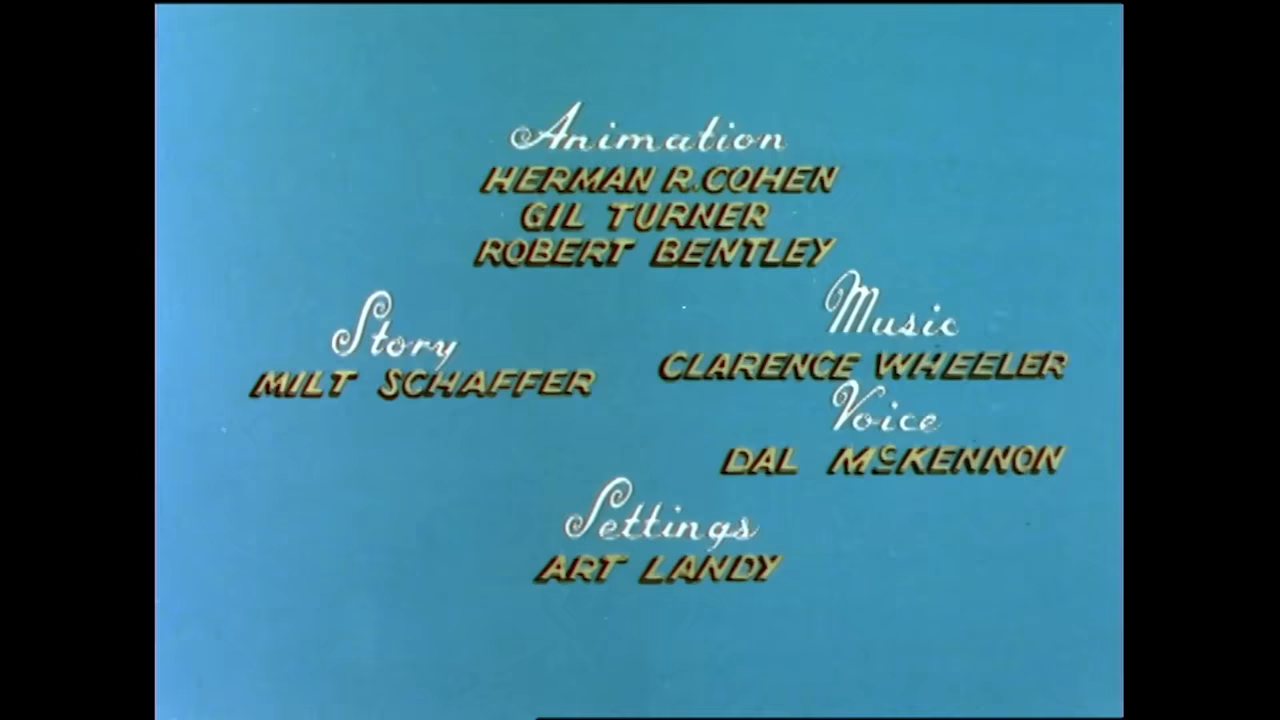 Animation
HERMAN R. COHEN
GIL TURNER
ROBERT BENTLEY
Story
MILT SCHAFFER
Music
CLARENCE WHEELER
Voice
DAL McKENNON
Settings
ART LANDY